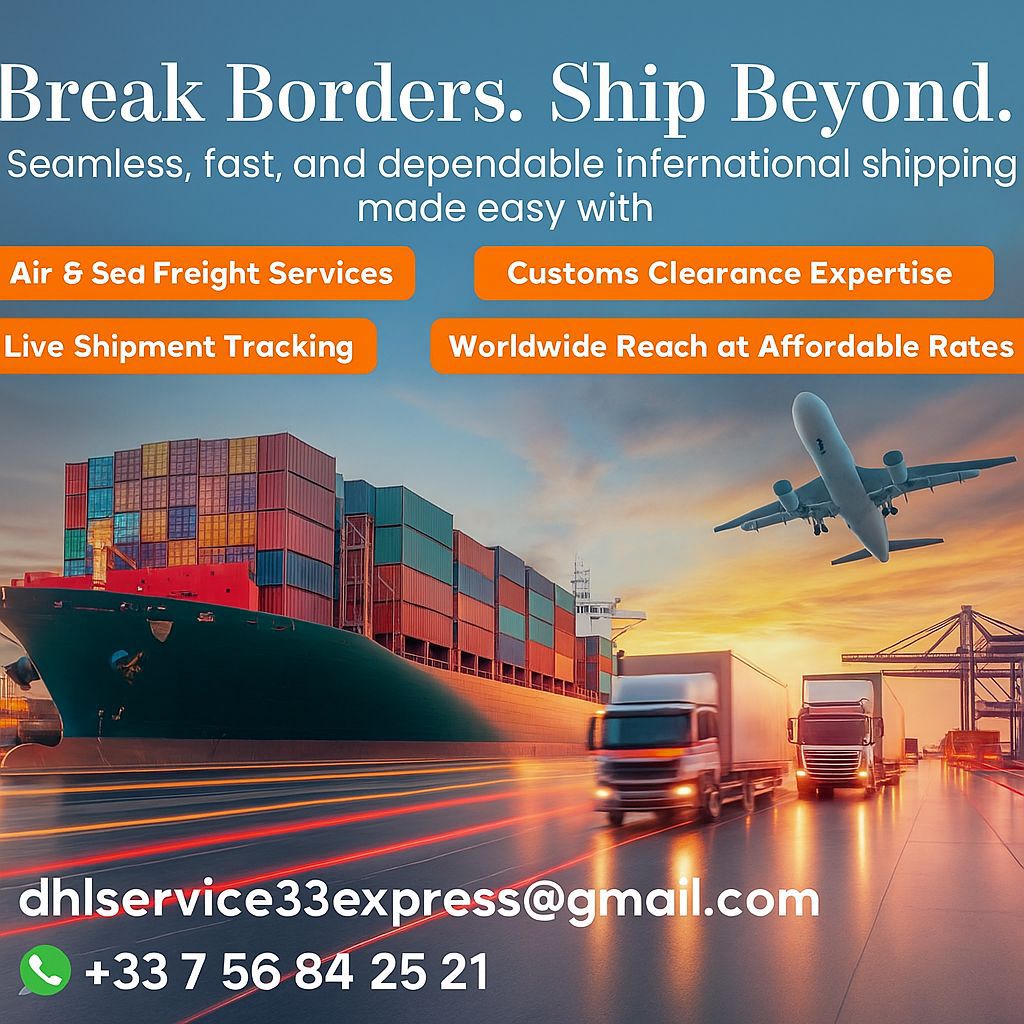 Break Borders. Ship Beyond.
Seamless, fast, and dependable infernational shipping
made easy with
Air & Sea Freight Services
Customs Clearance Expertise
Live Shipment Tracking
Worldwide Reach at Affordable Rates
dhlservice33express@gmail.com
+33 7 56 84 25 21